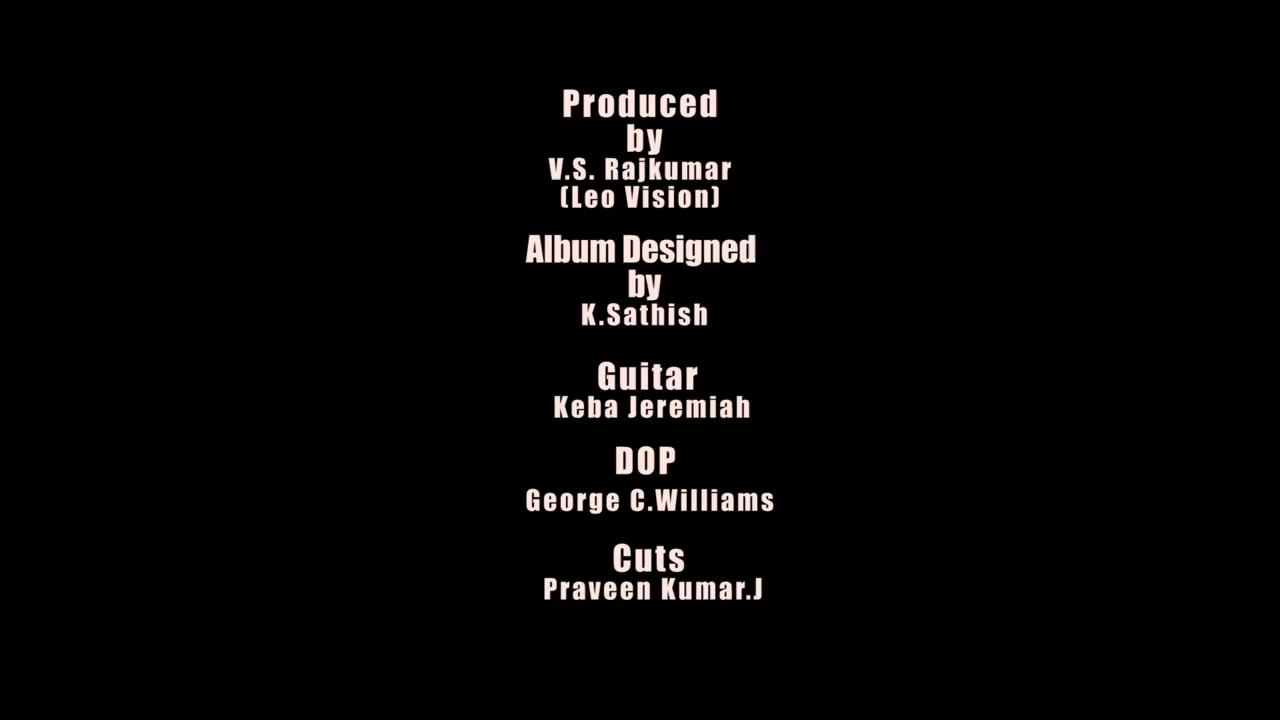 Produced
by
V.S. Rajkumar
(Leo Vision)
Album Designed
by
K.Sathish
Guitar
Keba Jeremiah
DOP
George C.Williams
Cuts
Praveen Kumar.J